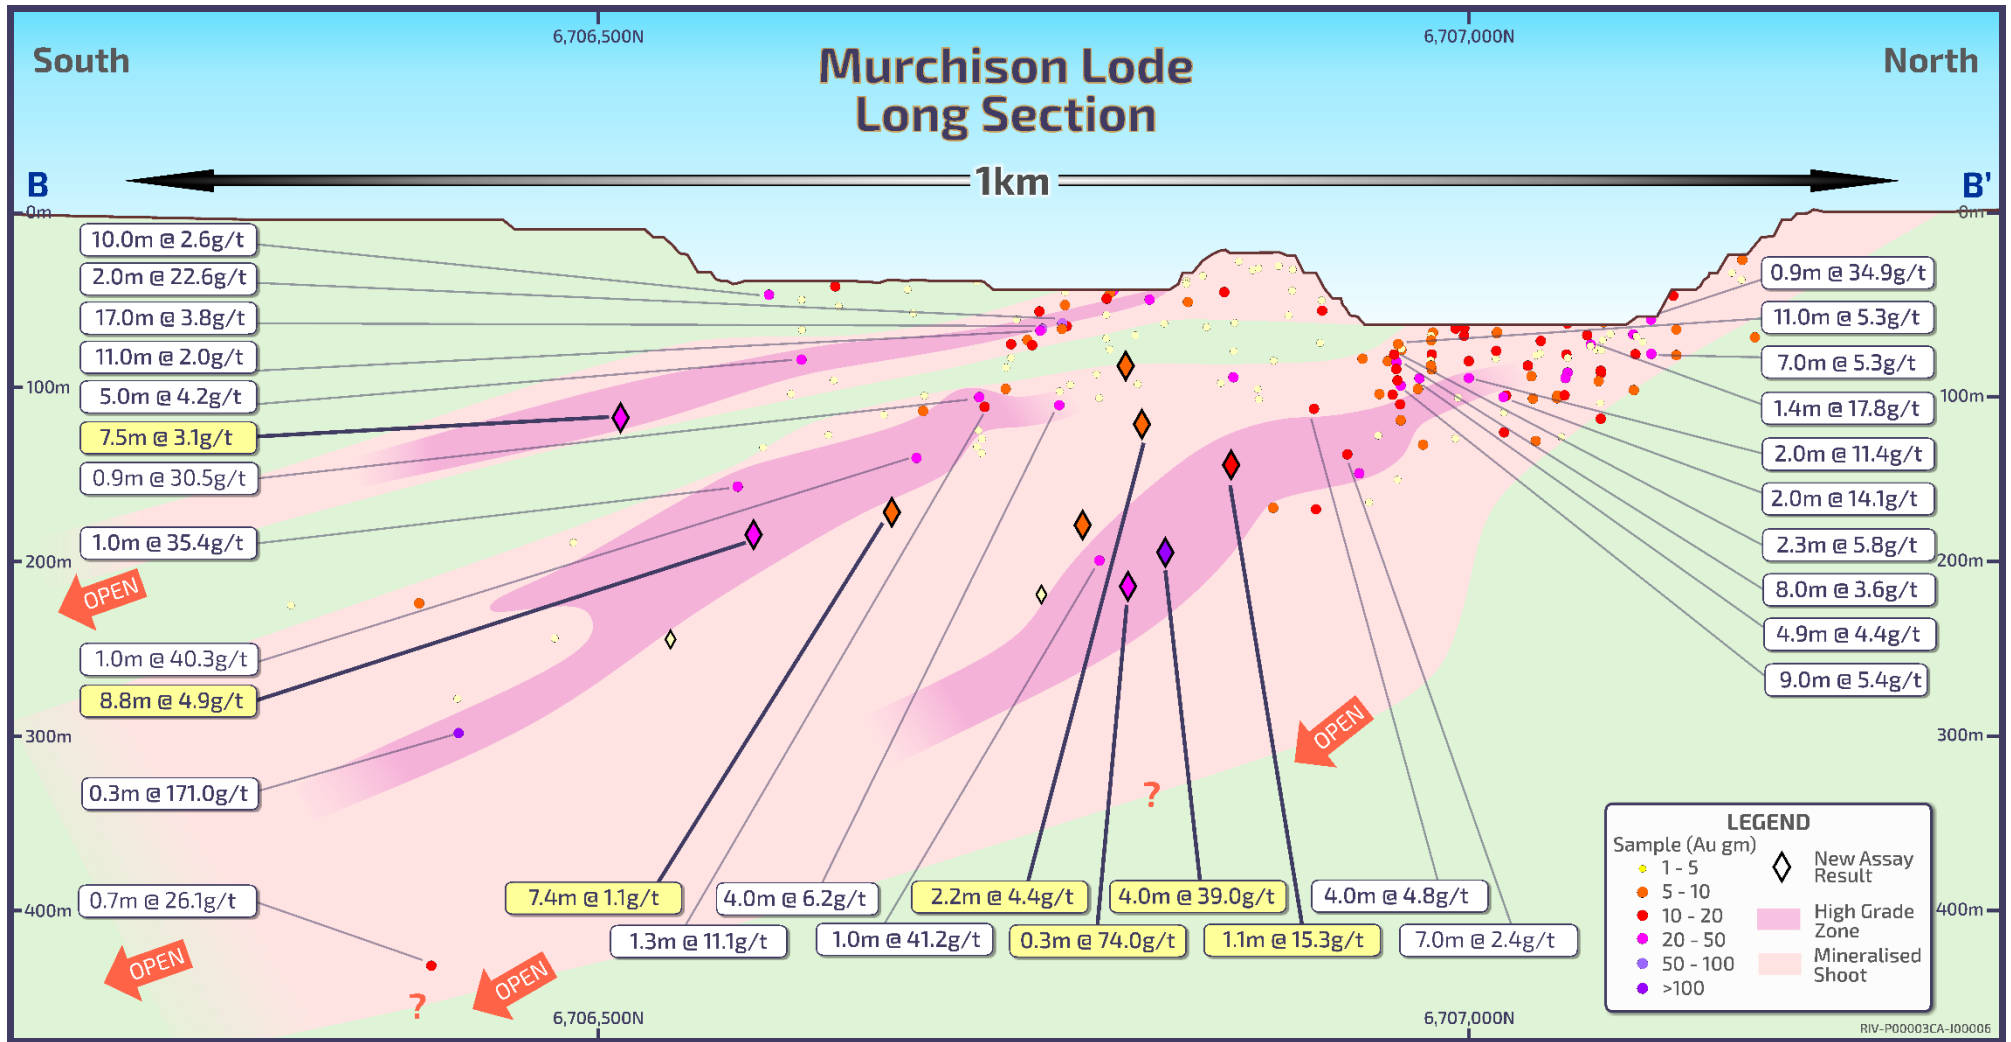 6,706,500N
6,707,000N
South
North
Murchison Lode
Long Section
1km
B
B'
0m
0m
10.0m @ 2.6g/t
2.0m @ 22.6g/t
17.0m @ 3.8g/t
11.0m @ 2.0g/t
5.0m @ 4.2g/t
7.5m @ 3.1g/t
0.9m @ 30.5g/t
1.0m @ 35.4g/t
1.0m @ 40.3g/t
8.8m @ 4.9g/t
0.3m @ 171.0g/t
0.7m @ 26.1g/t
100m
200m
300m
400m
OPEN
OPEN
OPEN
OPEN
?
?
7.4m @ 1.1g/t
4.0m @ 6.2g/t
2.2m @ 4.4g/t
4.0m @ 39.0g/t
4.0m @ 4.8g/t
1.3m @ 11.1g/t
1.0m @ 41.2g/t
0.3m @ 74.0g/t
1.1m @ 15.3g/t
7.0m @ 2.4g/t
0.9m @ 34.9g/t
11.0m @ 5.3g/t
7.0m @ 5.3g/t
1.4m @ 17.8g/t
2.0m @ 11.4g/t
2.0m @ 14.1g/t
2.3m @ 5.8g/t
8.0m @ 3.6g/t
4.9m @ 4.4g/t
9.0m @ 5.4g/t
100m
200m
300m
400m
LEGEND
Sample (Au gm)
1 - 5
5 - 10
10 - 20
20 - 50
50 - 100
>100
New Assay
Result
High Grade
Zone
Mineralised
Shoot
6,706,500N
6,707,000N
RIV-P00003CA-J00006